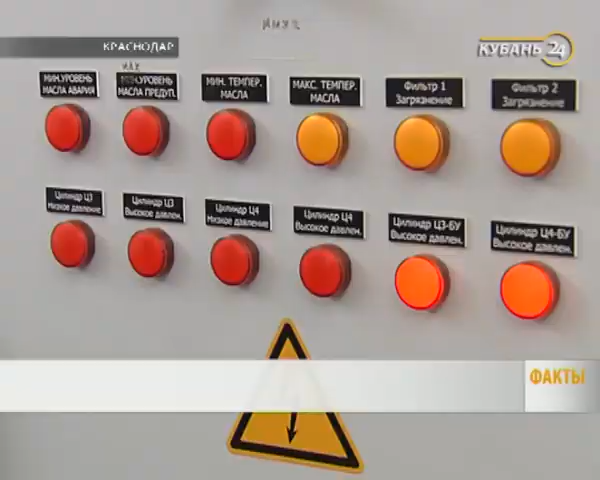 КРАСНОДАР
КУБАНЬ 24
МИН.УРОВЕНЬ
МАСЛА АВАРИЯ
МИН.УРОВЕНЬ
МАСЛА ПРЕДУП.
МИН. ТЕМПЕР.
МАСЛА
МАКС. ТЕМПЕР.
МАСЛА
Фильтр 1
Загрязнение
Фильтр 2
Загрязнение
Цилиндр Ц3
Низкое давление
Цилиндр Ц3
Высокое давлен.
Цилиндр Ц4
Низкое давление
Цилиндр Ц4
Высокое давлен.
Цилиндр Ц3-БУ
Высокое давлен.
Цилиндр Ц4-БУ
Высокое давлен.
ФАКТЫ